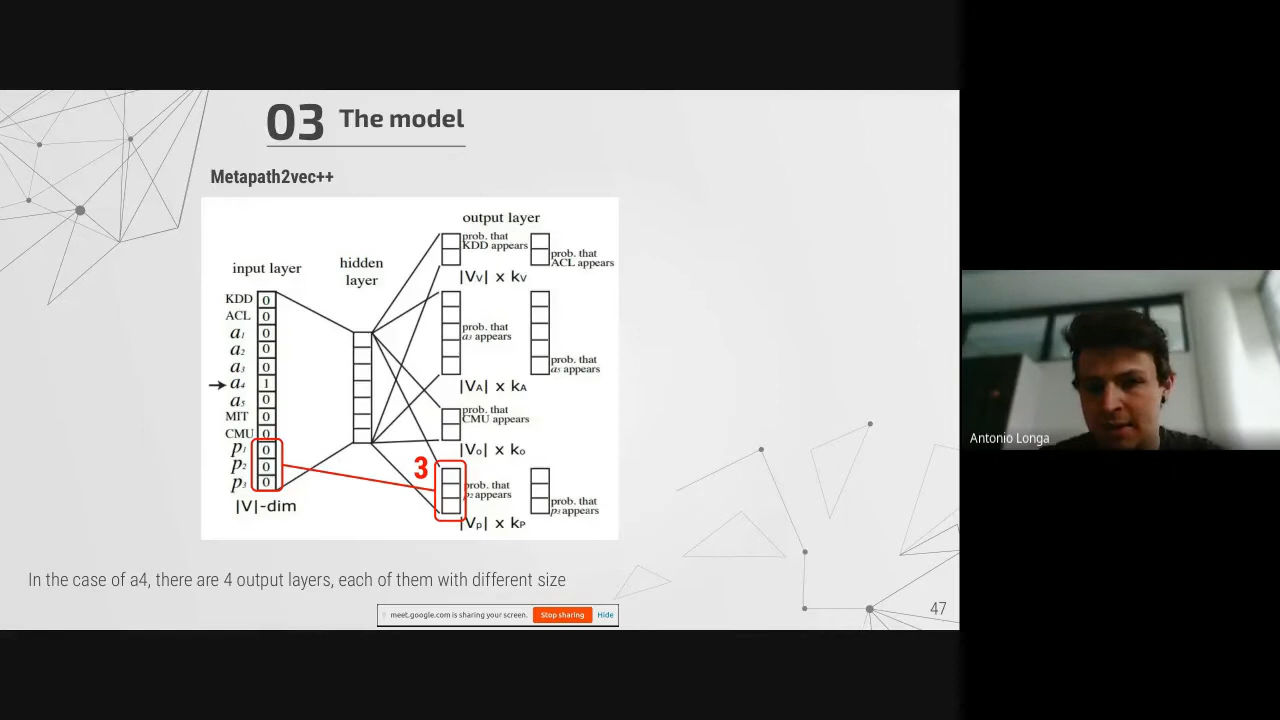 03 The model
Metapath2vec++
output layer
prob. that
KDD appears
prob. that
ACL appears
|Vv| x kv
input layer
hidden
layer
KDD 0
ACL 0
a1 0
a2 0
a3 0
a4 1
a5 0
MIT 0
CMU 0
p1 0
p2 0
p3 0
|V|-dim
prob. that
a3 appears
prob. that
a5 appears
|VA| x kA
prob. that
CMU appears
|Vo| x ko
3
prob. that
p2 appears
prob. that
p3 appears
|Vp| x kP
In the case of a4, there are 4 output layers, each of them with different size
meet.google.com is sharing your screen. Stop sharing Hide
47
Antonio Longa